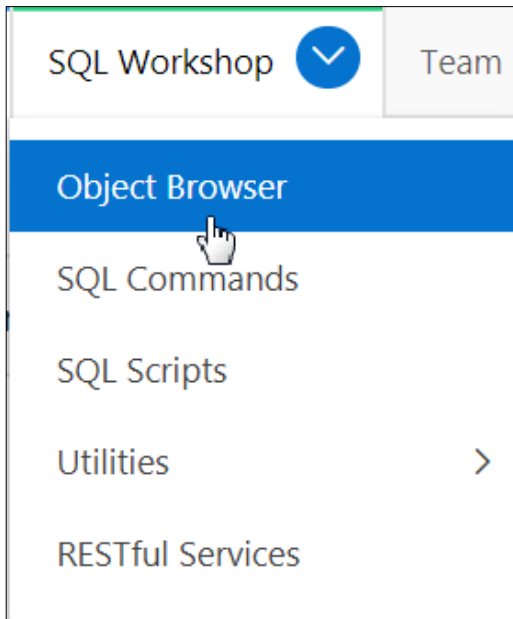 SQL Workshop Team
Object Browser
SQL Commands
SQL Scripts
Utilities
RESTful Services